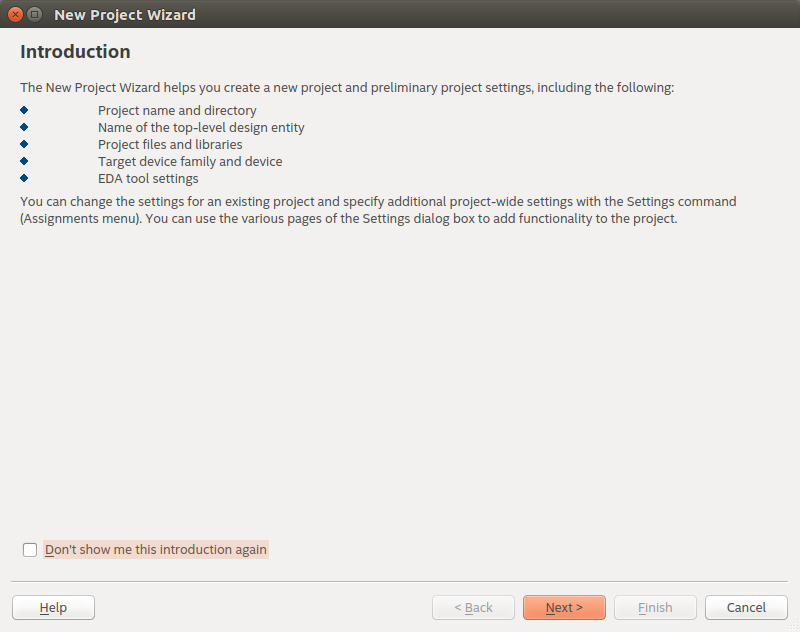 New Project Wizard
Introduction
The New Project Wizard helps you create a new project and preliminary project settings, including the following:
Project name and directory
Name of the top-level design entity
Project files and libraries
Target device family and device
EDA tool settings
You can change the settings for an existing project and specify additional project-wide settings with the Settings command
(Assignments menu). You can use the various pages of the Settings dialog box to add functionality to the project.
Don't show me this introduction again
Help
< Back
Next >
Finish
Cancel